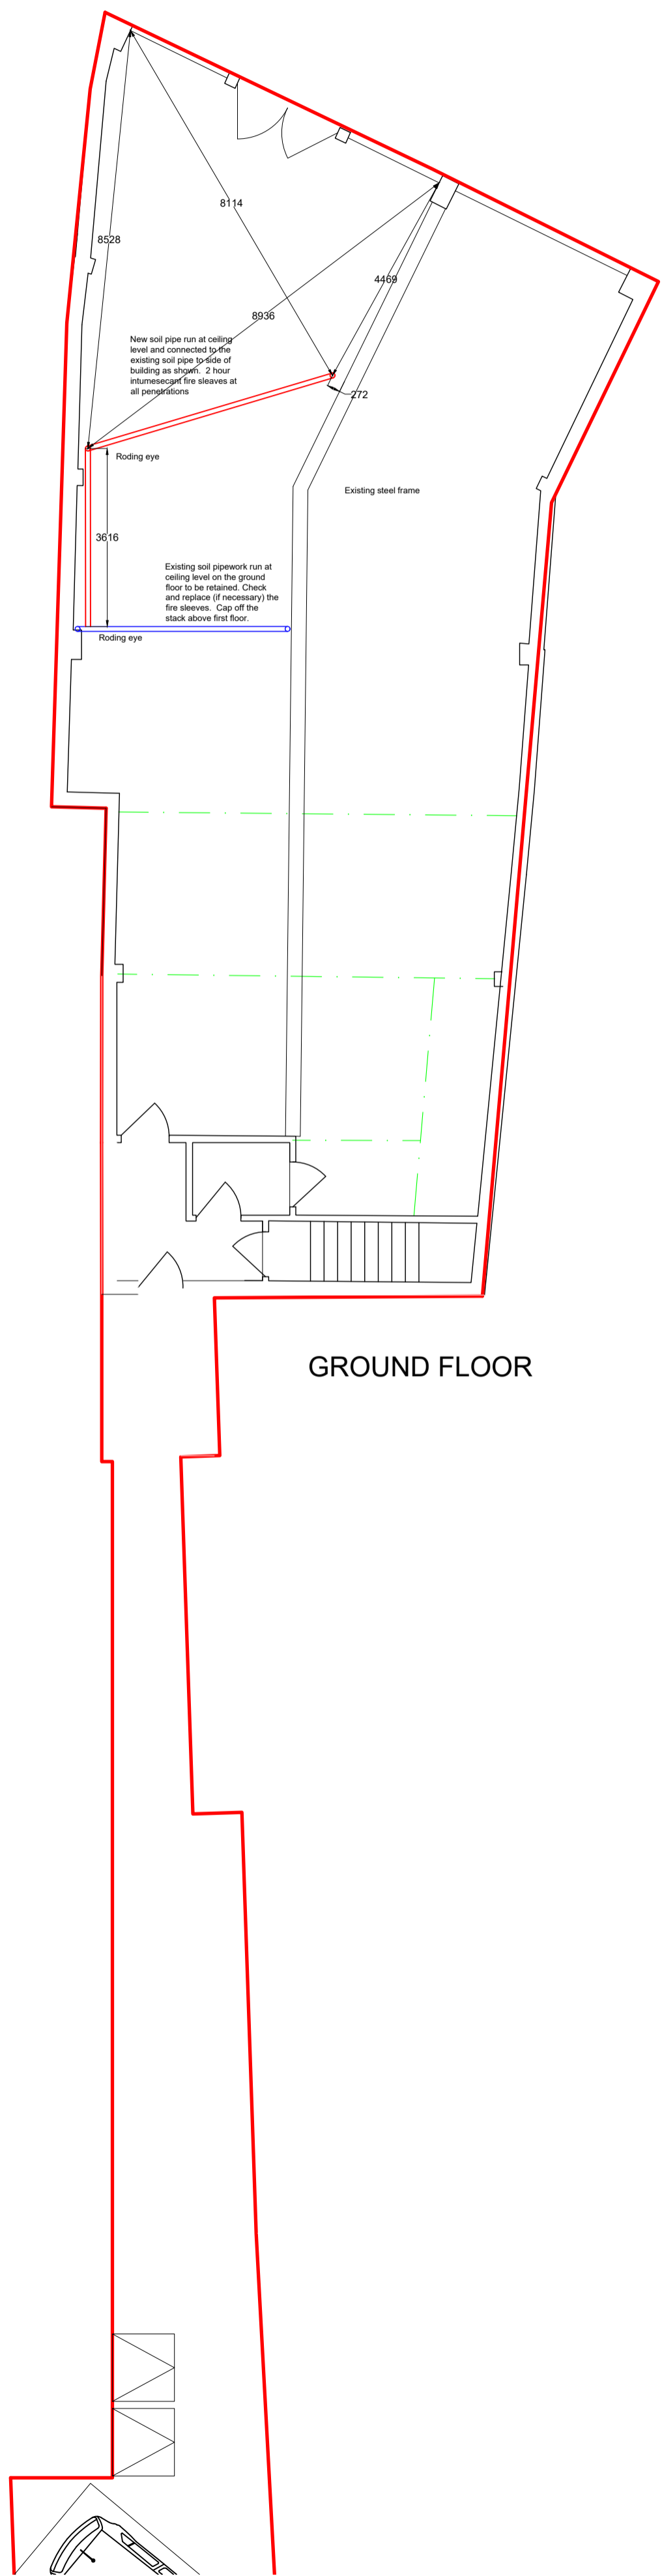 8114
8528
4469
8936
New soil pipe run at ceiling
level and connected to the
existing soil pipe to side of
building as shown. 2 hour
intumesecant fire sleaves at
all penetrations
272
Roding eye
Existing steel frame
3616
Existing soil pipework run at
ceiling level on the ground
floor to be retained. Check
and replace (if necessary) the
fire sleeves. Cap off the
stack above first floor.
Roding eye
GROUND FLOOR